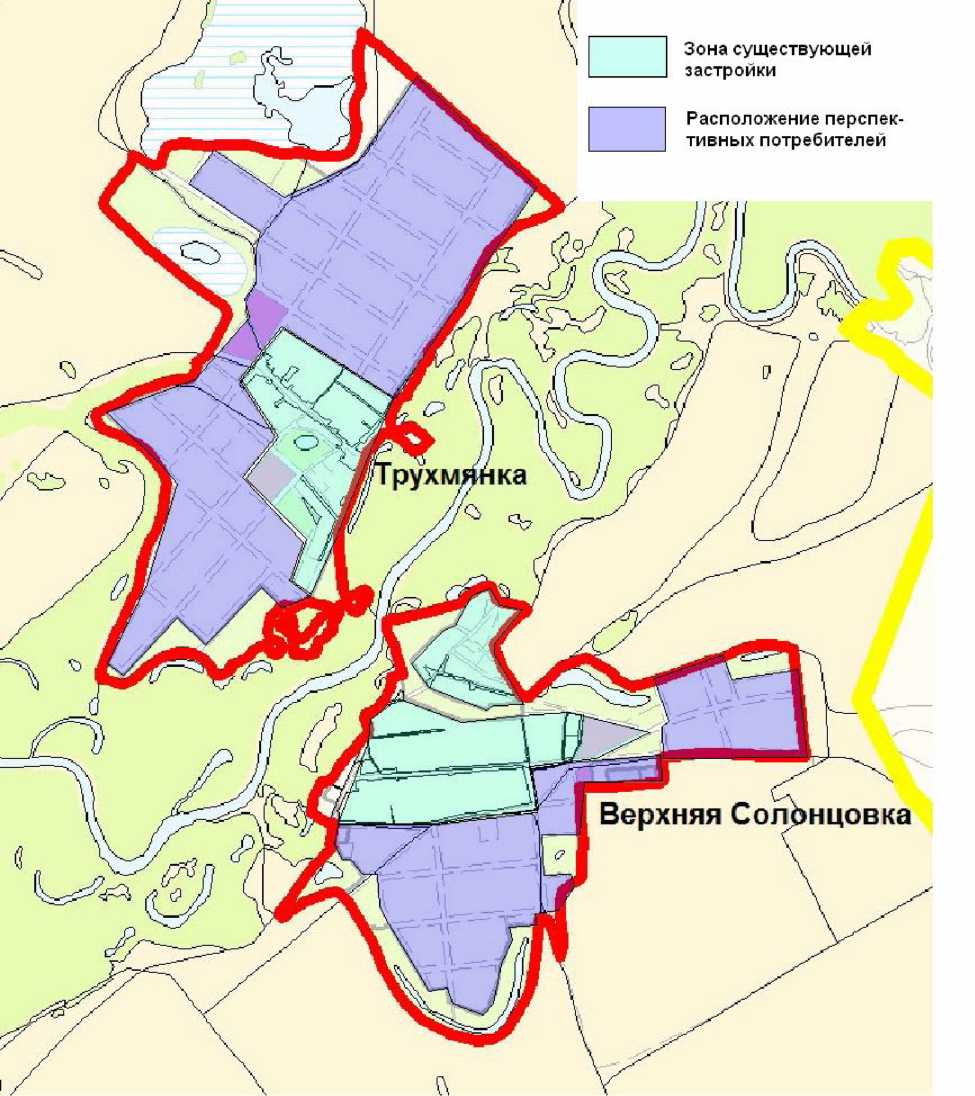 Зона существующей
застройки
Расположение перспек-
тивных потребителей
Трухмянка
Верхняя Солонцовка